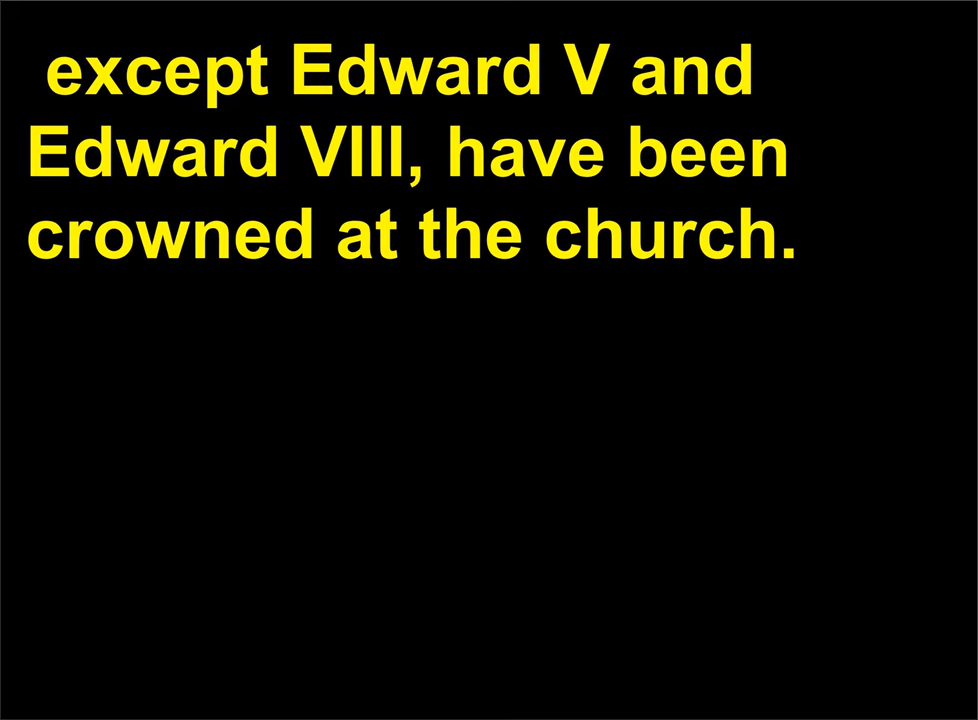 except Edward V and
Edward VIII, have been
crowned at the church.